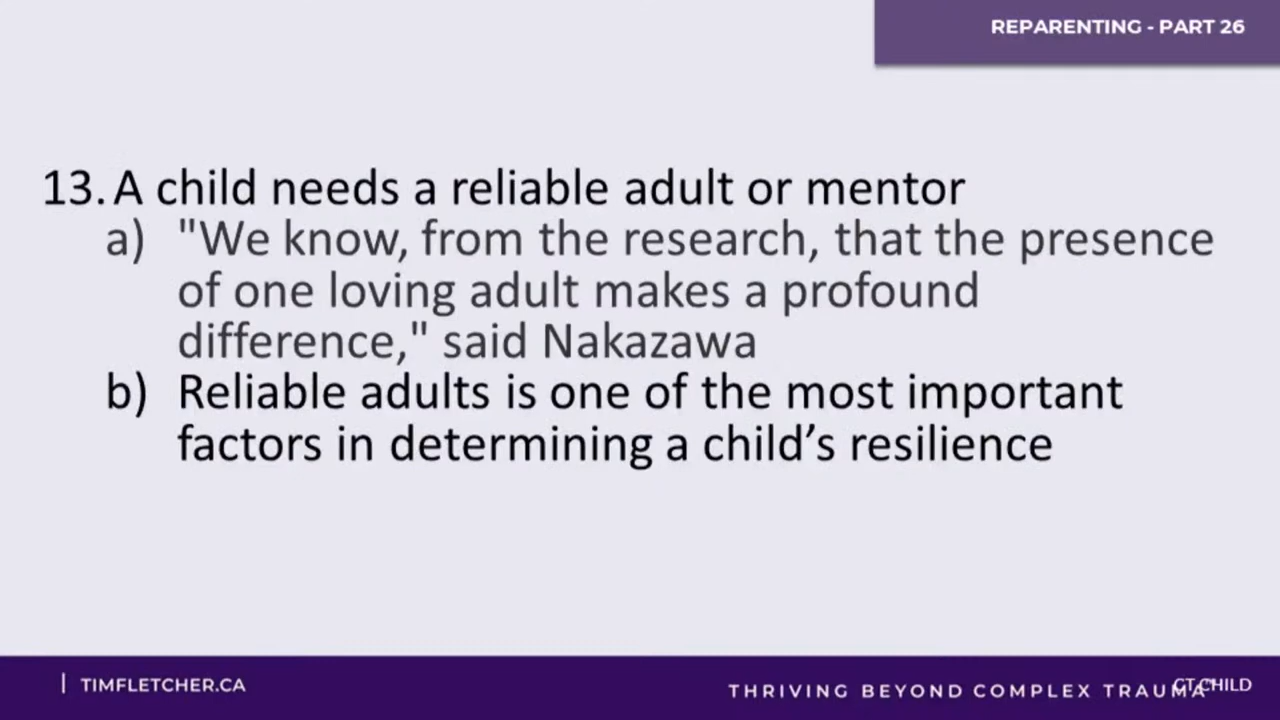 REPARENTING - PART 26
13. A child needs a reliable adult or mentor
a) "We know, from the research, that the presence
of one loving adult makes a profound
difference," said Nakazawa
b) Reliable adults is one of the most important
factors in determining a child’s resilience
| TIMFLETCHER.CA
THRIVING BEYOND COMPLEX TRAUMA
CT CHILD